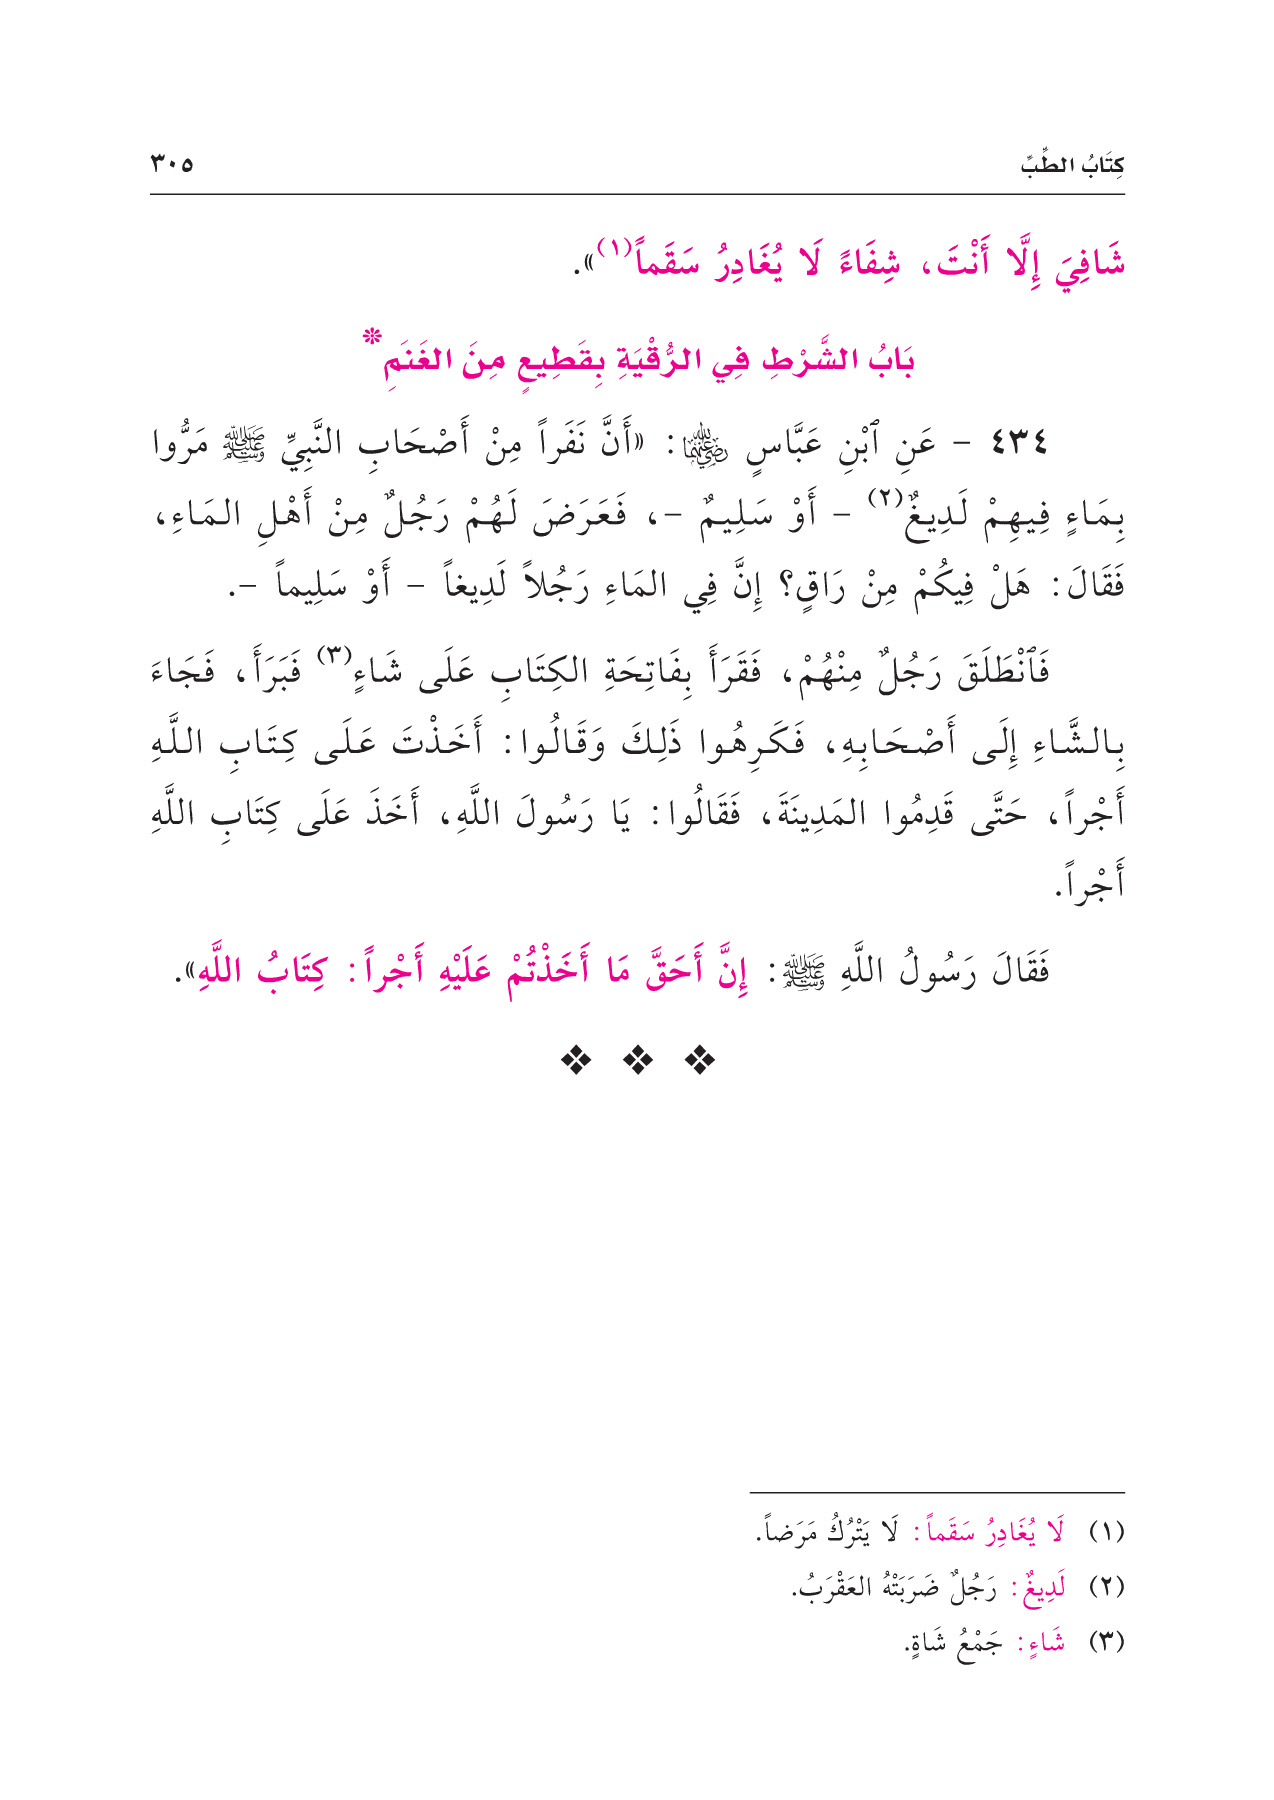 كِتَابُ الطِّبِّ ٣٠٥
شَافِيَ إِلَّا أَنْتَ، شِفَاءً لَا يُغَادِرُ سَقَماً(١)».
بَابُ الشَّرْطِ فِي الرُّقْيَةِ بِقَطِيعٍ مِنَ الغَنَمِ*
٤٣٤ - عَنِ ٱبْنِ عَبَّاسٍ رضي الله عنهما: «أَنَّ نَفَراً مِنْ أَصْحَابِ النَّبِيِّ ﷺ مَرُّوا
بِمَاءٍ فِيهِمْ لَدِيغٌ(٢) - أَوْ سَلِيمٌ -، فَعَرَضَ لَهُمْ رَجُلٌ مِنْ أَهْلِ المَاءِ،
فَقَالَ: هَلْ فِيكُمْ مِنْ رَاقٍ؟ إِنَّ فِي المَاءِ رَجُلاً لَدِيغاً - أَوْ سَلِيماً -.
فَٱنْطَلَقَ رَجُلٌ مِنْهُمْ، فَقَرَأَ بِفَاتِحَةِ الكِتَابِ عَلَى شَاءٍ(٣) فَبَرَأَ، فَجَاءَ
بِالشَّاءِ إِلَى أَصْحَابِهِ، فَكَرِهُوا ذَلِكَ وَقَالُوا: أَخَذْتَ عَلَى كِتَابِ اللَّهِ
أَجْراً، حَتَّى قَدِمُوا المَدِينَةَ، فَقَالُوا: يَا رَسُولَ اللَّهِ، أَخَذَ عَلَى كِتَابِ اللَّهِ
أَجْراً.
فَقَالَ رَسُولُ اللَّهِ ﷺ: إِنَّ أَحَقَّ مَا أَخَذْتُمْ عَلَيْهِ أَجْراً: كِتَابُ اللَّهِ».
(١) لَا يُغَادِرُ سَقَماً: لَا يَتْرُكُ مَرَضاً.
(٢) لَدِيغٌ: رَجُلٌ ضَرَبَتْهُ العَقْرَبُ.
(٣) شَاءٍ: جَمْعُ شَاةٍ.